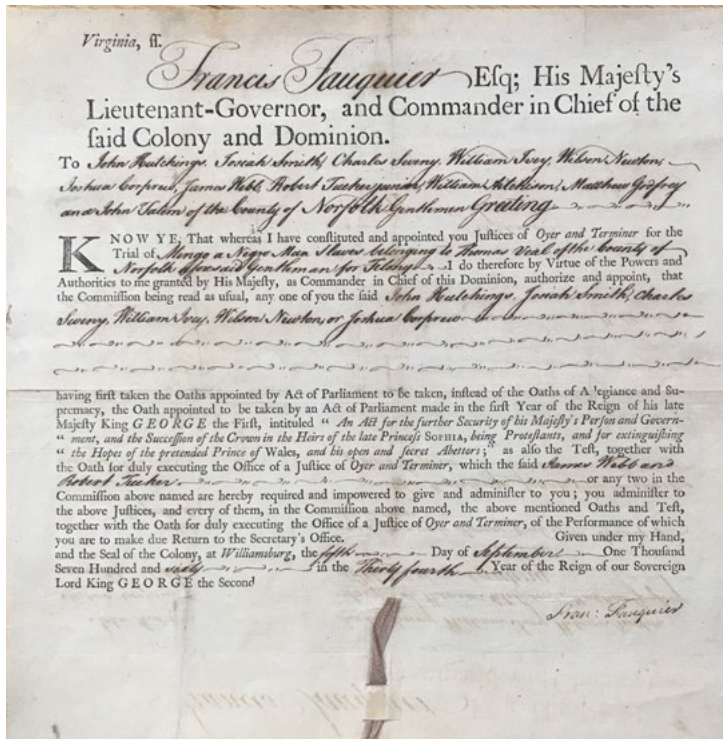 Virginia, ſſ.
Francis Fauquier Eſq; His Majeſty's
Lieutenant-Governor, and Commander in Chief of the
ſaid Colony and Dominion.
To John Hutchings, Josiah Smith, Charles Sweny, William Ivey, Wilson Newton,
Joshua Corprew, James Webb, Robert Tucker junior, William Aitchison, Matthew Godfrey
and John Talem of the County of Norfolk Gentlemen Greeting
KNOW YE, That whereas I have conſtituted and appointed you Juſtices of Oyer and Terminer for the
Trial of Mingo a Negro Man Slave belonging to Thomas Veal of the County of
Norfolk aforesaid Gentleman for Felony I do therefore by Virtue of the Powers and
Authorities to me granted by His Majeſty, as Commander in Chief of this Dominion, authorize and appoint, that
the Commiſſion being read as uſual, any one of you the ſaid John Hutchings, Josiah Smith, Charles
Sweny, William Ivey, Wilson Newton, or Joshua Corprew
having firſt taken the Oaths appointed by Act of Parliament to be taken, inſtead of the Oaths of A'egiance and Su-
premacy, the Oath appointed to be taken by an Act of Parliament made in the firſt Year of the Reign of his late
Majeſty King GEORGE the Firſt, intituled " An Act for the further Security of his Majeſty's Perſon and Govern-
" ment, and the Succeſſion of the Crown in the Heirs of the late Princeſs SOPHIA, being Proteſtants, and for extinguiſhing
" the Hopes of the pretended Prince of Wales, and his open and ſecret Abettors;" as alſo the Teſt, together with
the Oath for duly executing the Office of a Juſtice of Oyer and Terminer, which the ſaid James Webb and
Robert Tucker or any two in the
Commiſſion above named are hereby required and impowered to give and adminiſter to you; you adminiſter to
the above Juſtices, and every of them, in the Commiſſion above named, the above mentioned Oaths and Teſt,
together with the Oath for duly executing the Office of a Juſtice of Oyer and Terminer, of the Performance of which
you are to make due Return to the Secretary's Office. Given under my Hand,
and the Seal of the Colony, at Williamsburg, the fifth Day of September One Thouſand
Seven Hundred and sixty in the Thirty fourth Year of the Reign of our Sovereign
Lord King GEORGE the Second
Fran: Fauquier